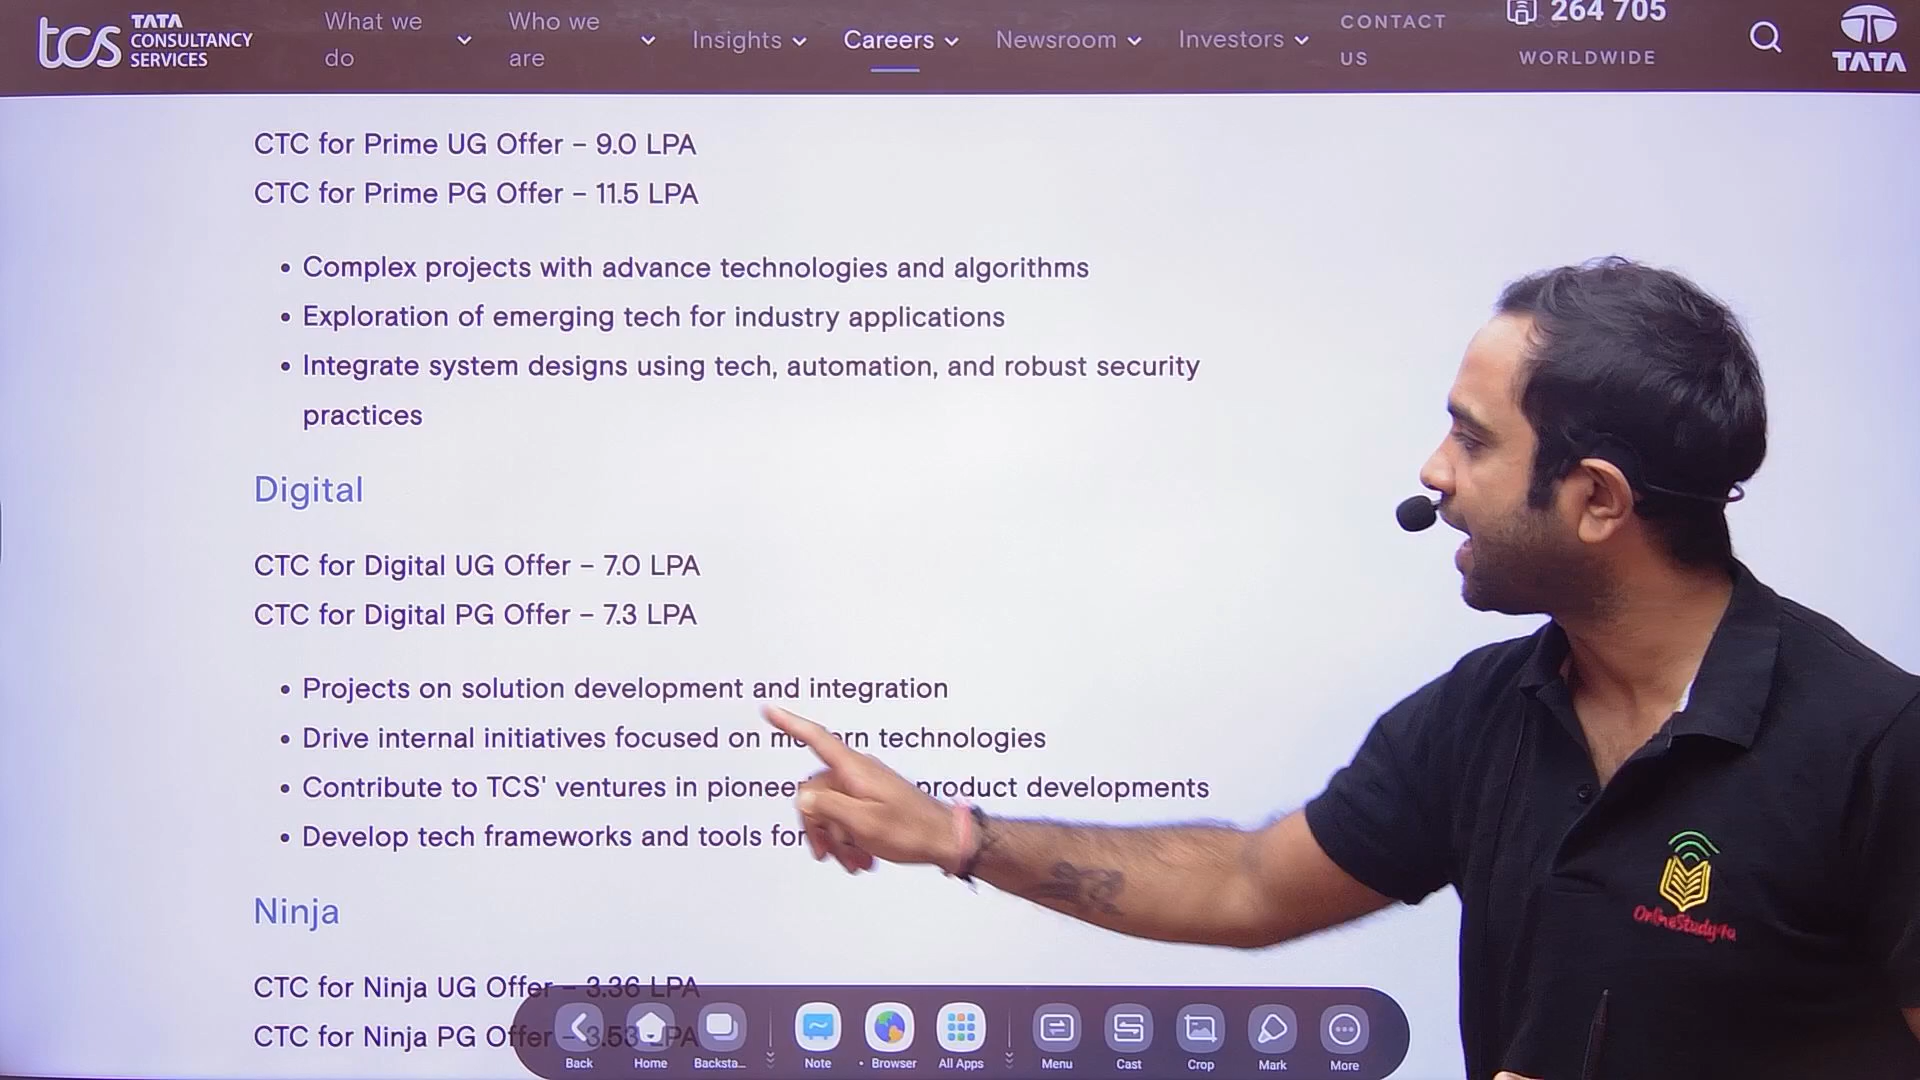 tcs
TATA
CONSULTANCY
SERVICES
What we
do
Who we
are
Insights
Careers
Newsroom
Investors
CONTACT
US
264 705
WORLDWIDE
TATA
CTC for Prime UG Offer – 9.0 LPA
CTC for Prime PG Offer – 11.5 LPA
• Complex projects with advance technologies and algorithms
• Exploration of emerging tech for industry applications
• Integrate system designs using tech, automation, and robust security
practices
Digital
CTC for Digital UG Offer – 7.0 LPA
CTC for Digital PG Offer – 7.3 LPA
• Projects on solution development and integration
• Drive internal initiatives focused on technologies
• Contribute to TCS' ventures in product developments
• Develop tech frameworks and tools for
Ninja
CTC for Ninja UG Offer – 3.36 LPA
CTC for Ninja PG Offer – 3.53 LPA
Back
Home
Backsta...
Note
• Browser
All Apps
Menu
Cast
Crop
Mark
More
OnlineStudy4u